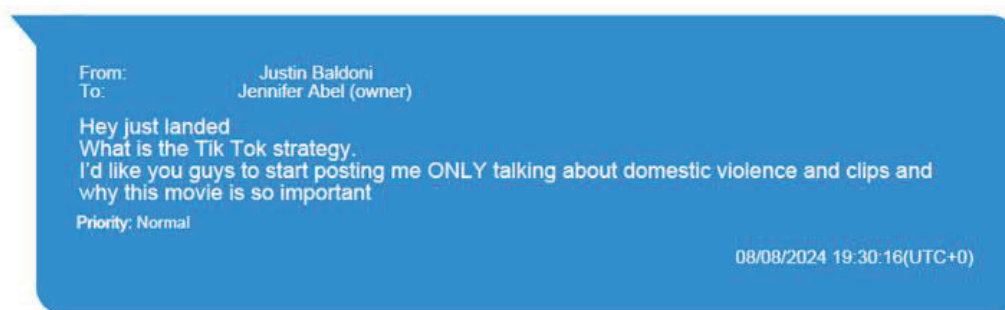 From: Justin Baldoni
To: Jennifer Abel (owner)
Hey just landed
What is the Tik Tok strategy.
I'd like you guys to start posting me ONLY talking about domestic violence and clips and
why this movie is so important
Priority: Normal
08/08/2024 19:30:16(UTC+0)